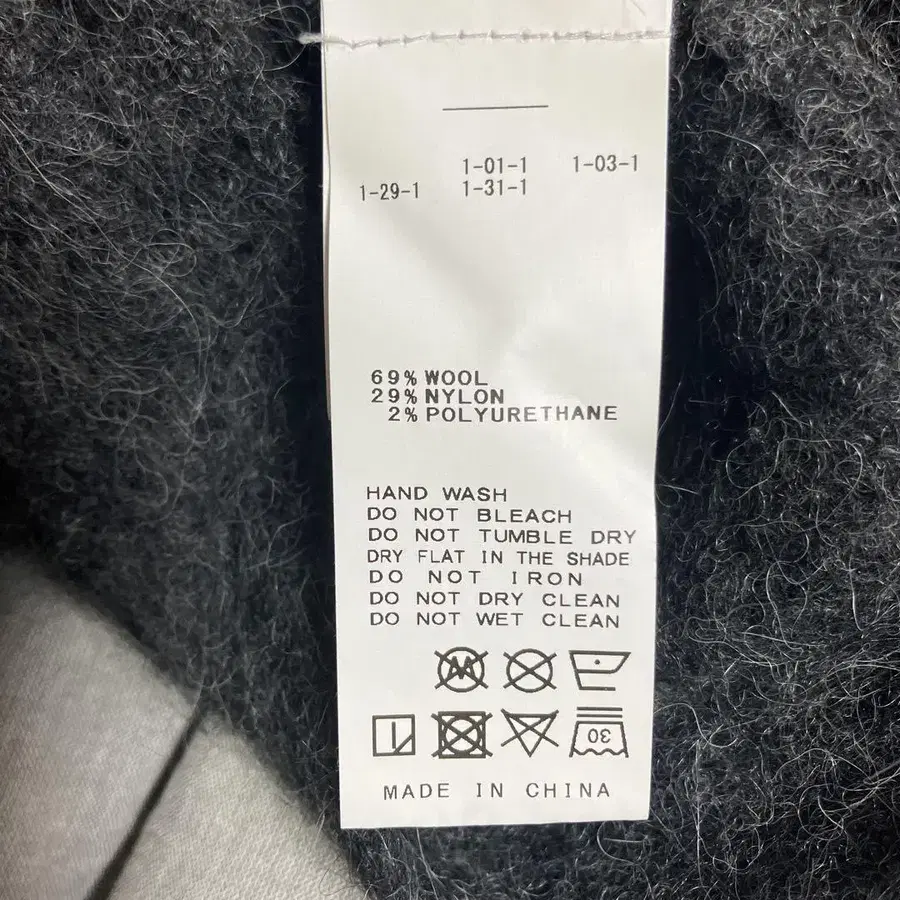 1-01-1 1-03-1
1-29-1 1-31-1
69% WOOL
29% NYLON
2% POLYURETHANE
HAND WASH
DO NOT BLEACH
DO NOT TUMBLE DRY
DRY FLAT IN THE SHADE
DO NOT IRON
DO NOT DRY CLEAN
DO NOT WET CLEAN
W
30
MADE IN CHINA